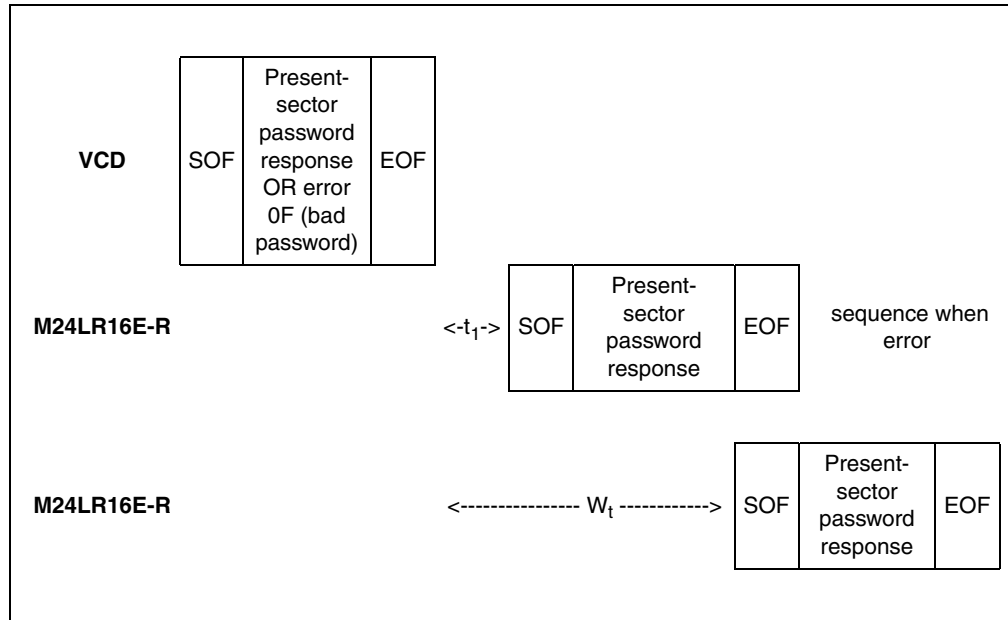 VCD
SOF
Present-
sector
password
response
OR error
0F (bad
password)
EOF
M24LR16E-R
<-t₁->
SOF
Present-
sector
password
response
EOF
sequence when
error
M24LR16E-R
<---------------- Wₜ ------------>
SOF
Present-
sector
password
response
EOF